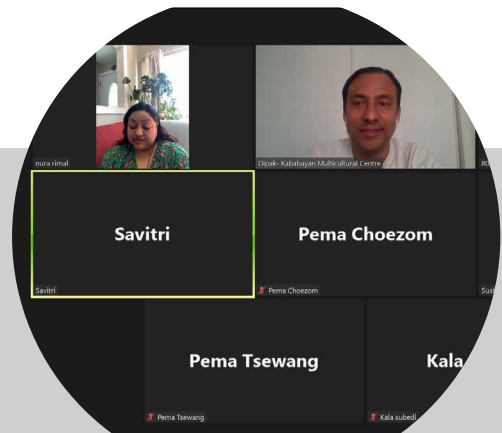 nura rimal
Dipak- Kababayan Multicultural Centre
80
Savitri
Pema Choezom
Savitri
Pema Choezom
Pema Tsewang
Kala
Pema Tsewang
Kala subedi